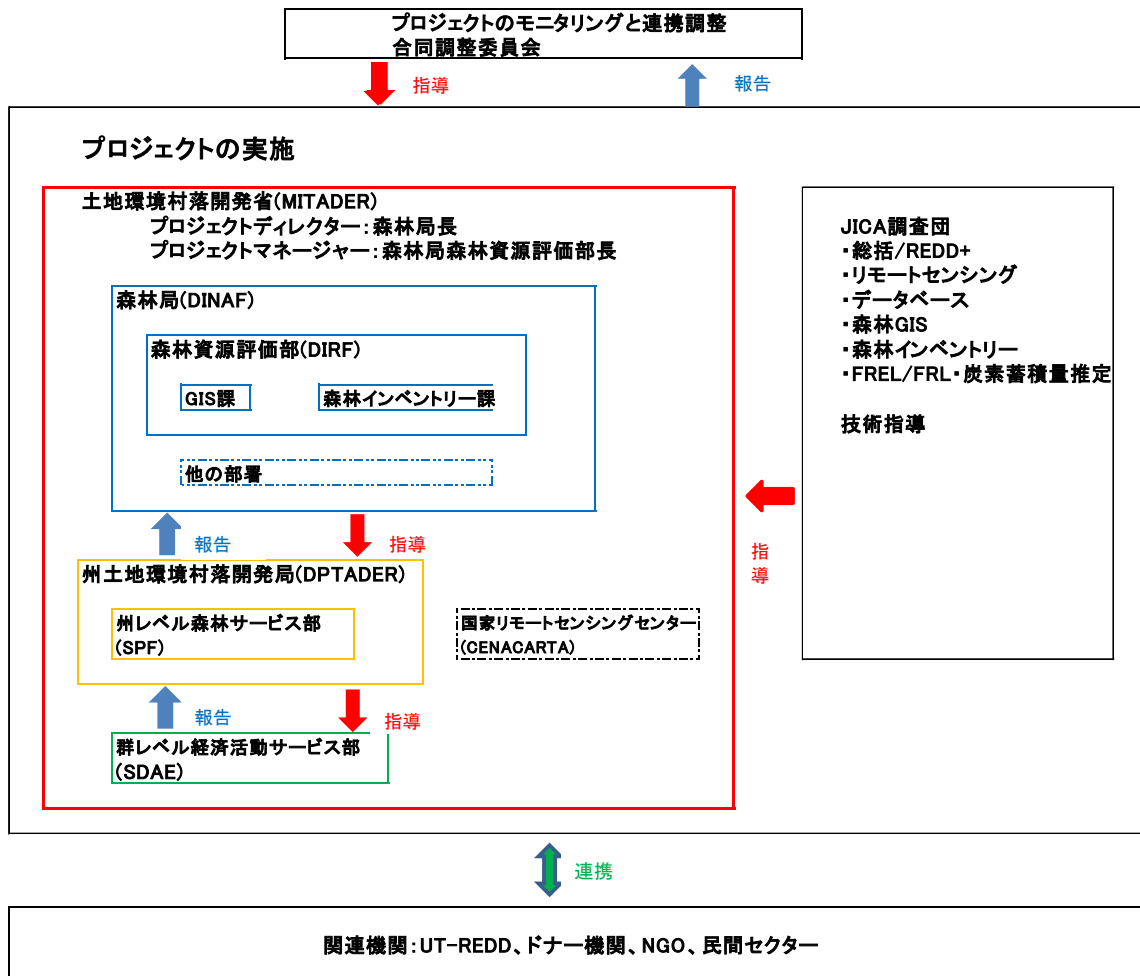 プロジェクトのモニタリングと連携調整
合同調整委員会
指導
報告
プロジェクトの実施
土地環境村落開発省(MITADER)
プロジェクトディレクター：森林局長
プロジェクトマネージャー：森林局森林資源評価部長
森林局(DINAF)
森林資源評価部(DIRF)
GIS課
森林インベントリー課
他の部署
報告
指導
州土地環境村落開発局(DPTADER)
州レベル森林サービス部
(SPF)
国家リモートセンシングセンター
(CENACARTA)
報告
指導
群レベル経済活動サービス部
(SDAE)
指
導
JICA調査団
・総括/REDD+
・リモートセンシング
・データベース
・森林GIS
・森林インベントリー
・FREL/FRL・炭素蓄積量推定
技術指導
連携
関連機関：UT-REDD、ドナー機関、NGO、民間セクター